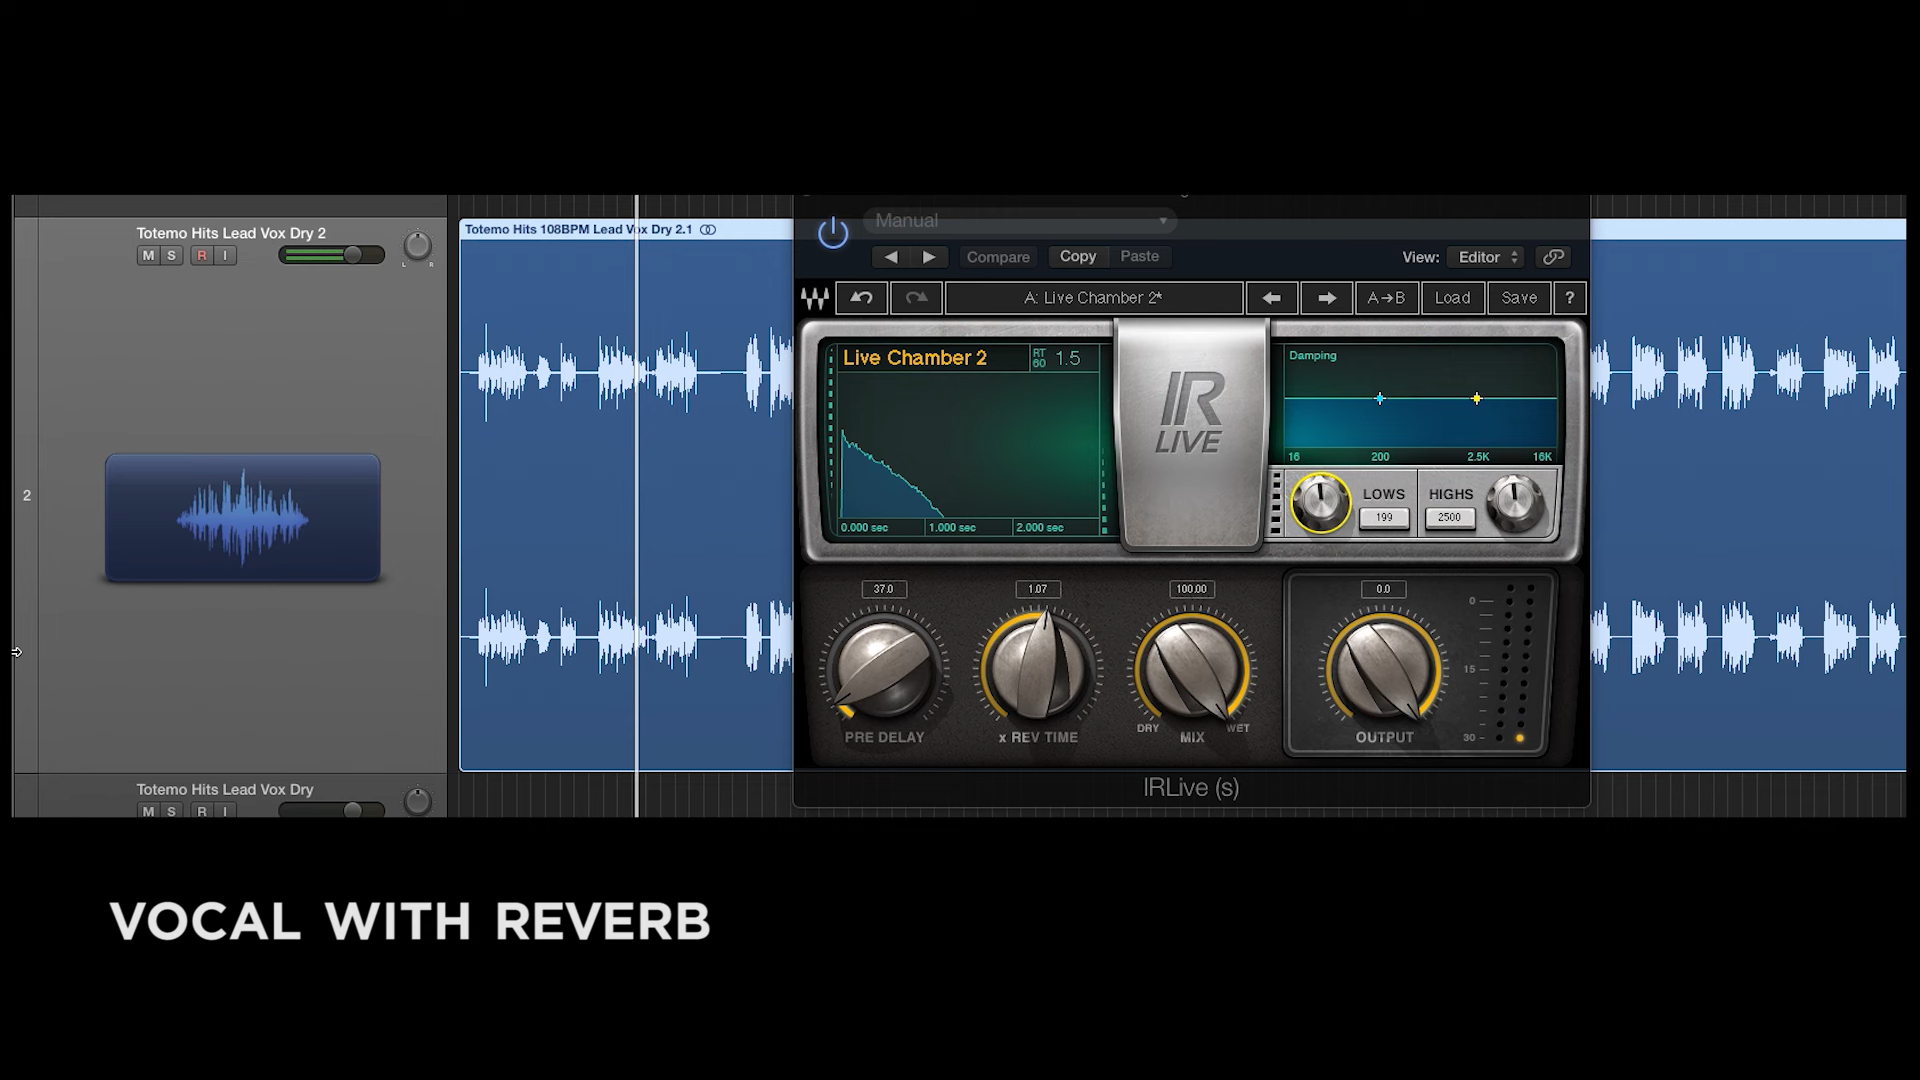 Totemo Hits Lead Vox Dry 2
M S R I
L R
2
Totemo Hits Lead Vox Dry
M S R I
Totemo Hits 108BPM Lead Vox Dry 2.1
Manual
Compare Copy Paste
View: Editor
A: Live Chamber 2* A→B Load Save ?
Live Chamber 2 RT 60 1.5
0.000 sec 1.000 sec 2.000 sec
IR
LIVE
Damping
16 200 2.5K 16K
LOWS HIGHS
199 2500
37.0 1.07 100.00 0.0
0
15
30
DRY WET
PRE DELAY x REV TIME MIX OUTPUT
IRLive (s)
VOCAL WITH REVERB